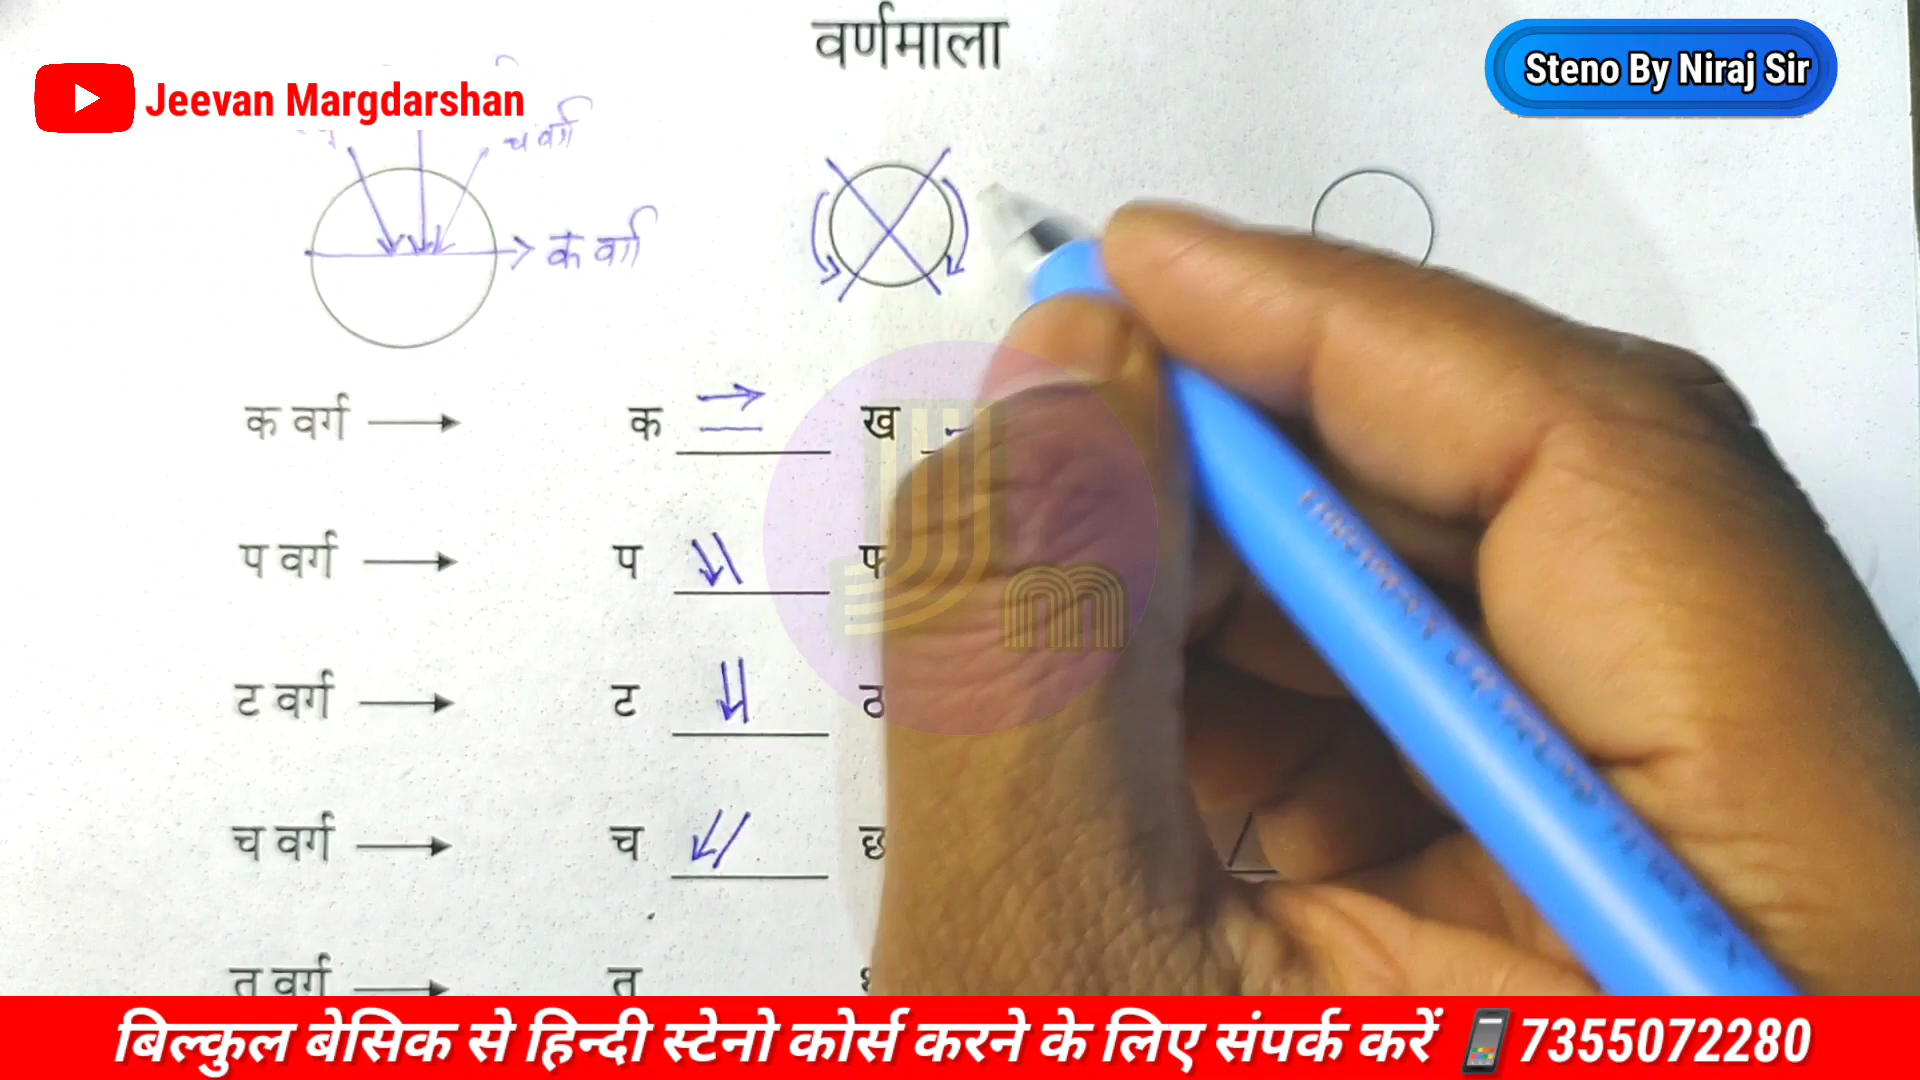 वर्णमाला
Steno By Niraj Sir
Jeevan Margdarshan
च वर्ग
क वर्ग
क वर्ग क ख
प वर्ग प फ
ट वर्ग ट ठ
च वर्ग च छ
त वर्ग त
बिल्कुल बेसिक से हिन्दी स्टेनो कोर्स करने के लिए संपर्क करें 7355072280